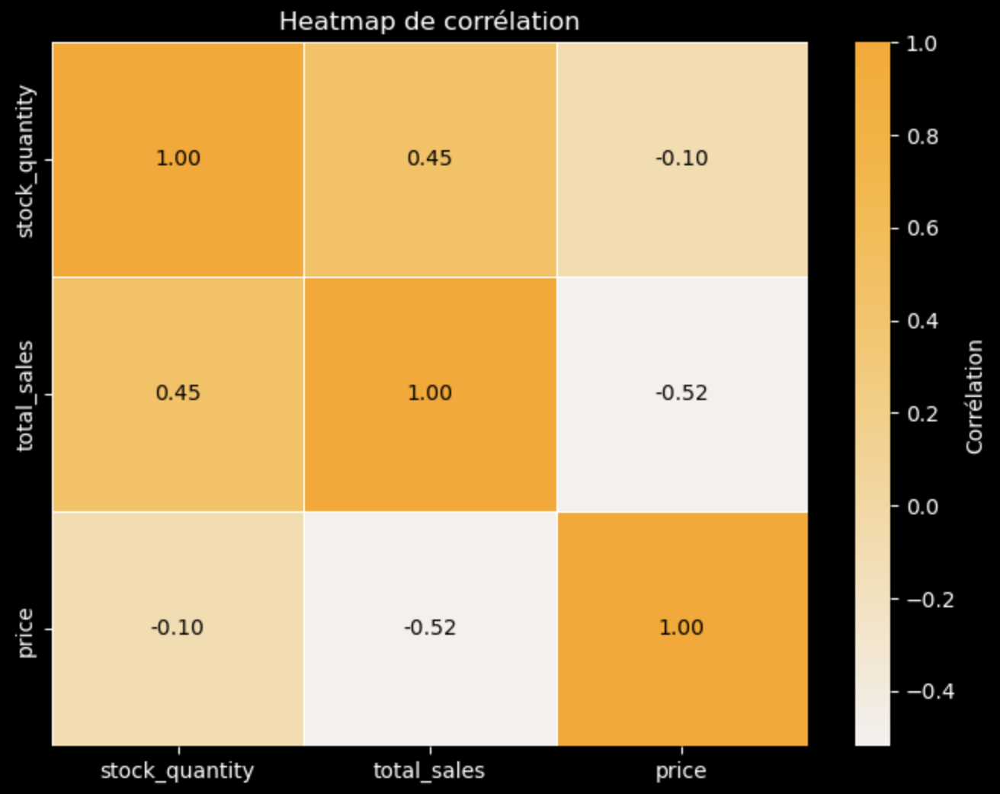 Heatmap de corrélation
stock_quantity
1.00
0.45
-0.10
total_sales
0.45
1.00
-0.52
price
-0.10
-0.52
1.00
stock_quantity
total_sales
price
1.0
0.8
0.6
0.4
0.2
0.0
−0.2
−0.4
Corrélation